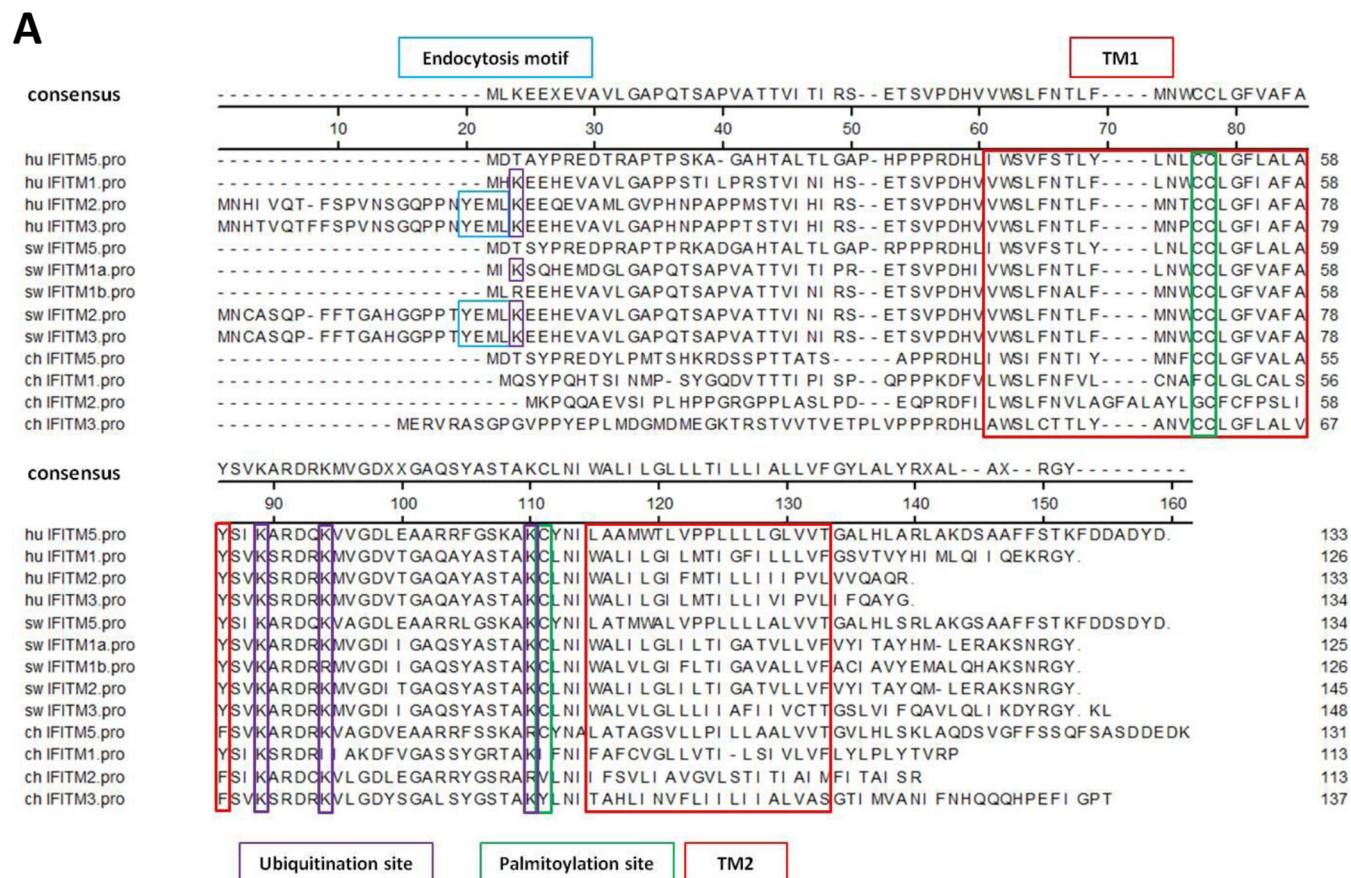 A
Endocytosis motif TM1
consensus - - - - - - - - - - - - - - - - - - - - - MLKEEXEVAVLGAPQTSAPVATTVITIRS--ETSVPDHVVWSLFNTLF----MNWCCLGFVAFA
10 20 30 40 50 60 70 80
hu IFITM5.pro ---------------------MDTAYPREDTRAPTPSKA-GAHTALTLGAP-HPPPRDHLIWSVFSTLY----LNLCCLGFLALA 58
hu IFITM1.pro ---------------------MHKEEHEVAVLGAPPSTILPRSTVINIHS--ETSVPDHVVWSLFNTLF----LNWCCLGFIAFA 58
hu IFITM2.pro MNHIVQT-FSPVNSGQPPNYEMLKEEQEVAMLGVPHNPAPPMSTVIHIRS--ETSVPDHVVWSLFNTLF----MNTCCLGFIAFA 78
hu IFITM3.pro MNHTVQTFFSPVNSGQPPNYEMLKEEHEVAVLGAPHNPAPPTSTVIHIRS--ETSVPDHVVWSLFNTLF----MNPCCLGFIAFA 79
sw IFITM5.pro ---------------------MDTSYPREDPRAPTPRKADGAHTALTLGAP-RPPPRDHLIWSVFSTLY----LNLCCLGFLALA 59
sw IFITM1a.pro ---------------------MIKSQHEMDGLGAPQTSAPVATTVITIPR--ETSVPDHIVWSLFNTLF----MNWCCLGFVAFA 58
sw IFITM1b.pro ---------------------MLREEHEVAVLGAPQTSAPVATTVINIRS--ETSVPDHVVWSLFNALF----MNWCCLGFVAFA 58
sw IFITM2.pro MNCASQP-FFTGAHGGPPTYEMLKEEHEVAVLGAPQTSAPVATTVINIRS--ETSVPDHVVWSLFNTLF----MNWCCLGFVAFA 78
sw IFITM3.pro MNCASQP-FFTGAHGGPPTYEMLKEEHEVAVLGAPQTSAPVATTVINIRS--ETSVPDHVVWSLFNTLF----MNWCCLGFVAFA 78
ch IFITM5.pro ---------------------MDTSYPREDYLPMTSHKRDSSPTTATS-----APPRDHLIWSIFNTIY----MNFCCLGFVALA 55
ch IFITM1.pro ----------------------MQSYPQHTSINMP-SYGQDVTTTIPISP--QPPPKDFVLWSLFNFVL----CNAFCLGLCALS 56
ch IFITM2.pro ------------------------MKPQQAEVSIPLHPPGRGPPLASLPD---EQPRDFILWSLFNVLAGFALAYLGCFCFPSLI 58
ch IFITM3.pro --------------MERVRASGPGVPPYEPLMDGMDMEGKTRSTVVTVETPLVPPPRDHLAWSLCTTLY----ANVCCLGFLALV 67
consensus YSVKARDRKMVGDXXGAQSYASTAKCLNIWALILGLLLTILLIALLVFGYLALYRXAL--AX--RGY---------
90 100 110 120 130 140 150 160
hu IFITM5.pro YSIKARDQKVVGDLEAARRFGSKAKCYNILAAMWTLVPPLLLLGLVVTGALHLARLAKDSAAFFSTKFDDADYD. 133
hu IFITM1.pro YSVKSRDRKMVGDVTGAQAYASTAKCLNIWALILGILMTIGFILLLVFGSVTVYHIMLQIIQEKRGY. 126
hu IFITM2.pro YSVKSRDRKMVGDVTGAQAYASTAKCLNIWALILGIFMTILLIIIPVLVVQAQR. 133
hu IFITM3.pro YSVKSRDRKMVGDVTGAQAYASTAKCLNIWALILGILMTILLIVIPVLIFQAYG. 134
sw IFITM5.pro YSIKARDQKVAGDLEAARRLGSKAKCYNILATMWALVPPLLLLALVVTGALHLSRLAKGSAAFFSTKFDDSDYD. 134
sw IFITM1a.pro YSVKARDRKMVGDIIGAQSYASTAKCLNIWALILGLILTIGATVLLVFVYITAYHM-LERAKSNRGY. 125
sw IFITM1b.pro YSVKARDRRMVGDIIGAQSYASTAKCLNIWALVLGIFLTIGAVALLVFACIAVYEMALQHAKSNRGY. 126
sw IFITM2.pro YSVKARDRKMVGDITGAQSYASTAKCLNIWALILGLILTIGATVLLVFVYITAYQM-LERAKSNRGY. 145
sw IFITM3.pro YSVKARDRKMVGDIIGAQSYASTAKCLNIWVLVLGLLLIIAFIIVCTTGSLVIFQAVLQLIKDYRGY. KL 148
ch IFITM5.pro FSVKARDRKVAGDVEAARRFSSKARCYNALATAGSVLLPILLAALVVTGVLHLSKLAQDSVGFFSSQFSASDDEDK 131
ch IFITM1.pro YSIKSRDRIIAKDFVGASSYGRTAKIFNIFAFCVGLLVTI-LSIVLVFLYLPLYTVRP 113
ch IFITM2.pro FSIKARDCKVLGDLEGARRYGSRARVLNIIFSVLIAVGVLSTITIAIMFITAISR 113
ch IFITM3.pro FSVKSRDRKVLGDYSGALSYGSTAKYLNITAHLINVFLIILIIALVASGTIMVANIFNHQQQHPEFIGPT 137
Ubiquitination site Palmitoylation site TM2